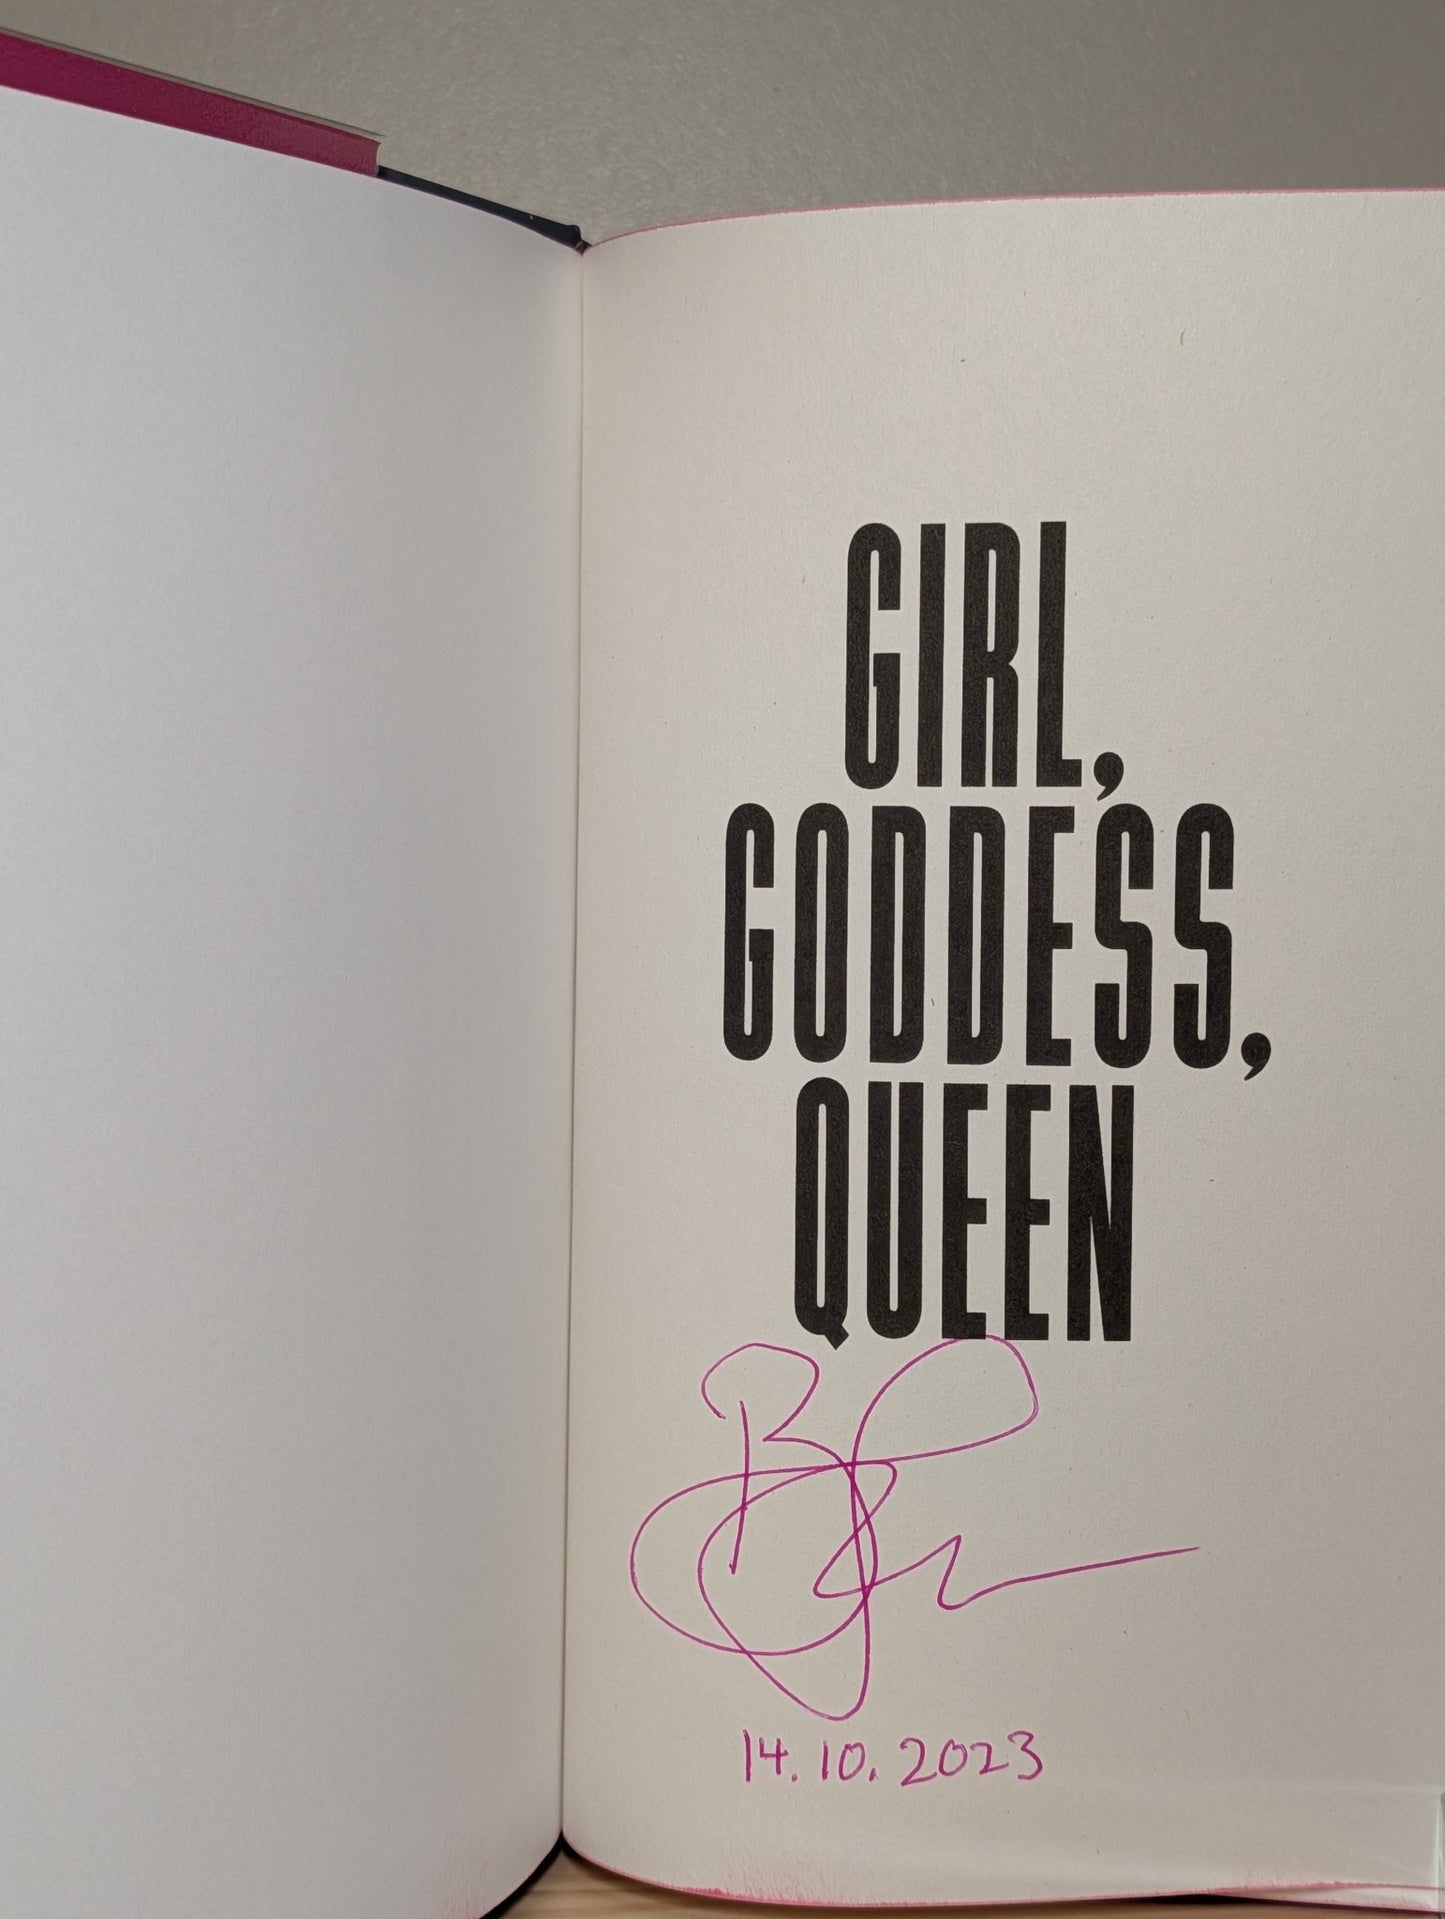 GIRL,
GODDESS,
QUEEN
14.10.2023